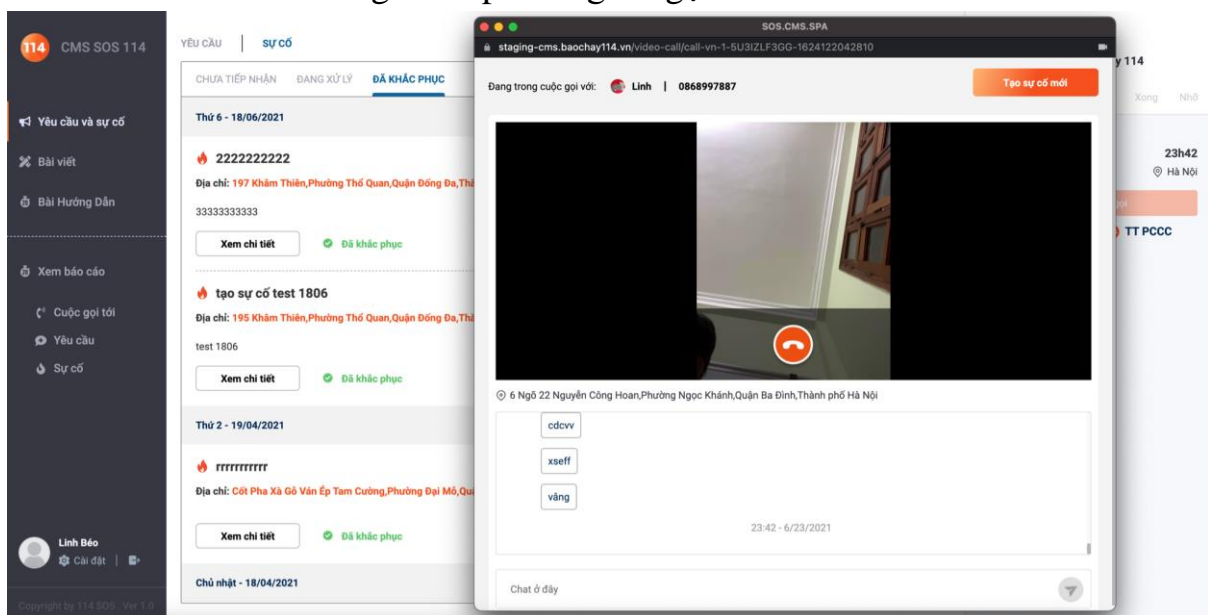 114 CMS SOS 114
Yêu cầu và sự cố
Bài viết
Bài Hướng Dẫn
Xem báo cáo
Cuộc gọi tới
Yêu cầu
Sự cố
Linh Béo
Cài đặt |
Copyright by 114 SOS . Ver 1.0
YÊU CẦU | SỰ CỐ
CHƯA TIẾP NHẬN ĐANG XỬ LÝ ĐÃ KHẮC PHỤC
Thứ 6 - 18/06/2021
2222222222
Địa chỉ: 197 Khâm Thiên,Phường Thổ Quan,Quận Đống Đa,Thà
33333333333
Xem chi tiết Đã khắc phục
tạo sự cố test 1806
Địa chỉ: 195 Khâm Thiên,Phường Thổ Quan,Quận Đống Đa,Thà
test 1806
Xem chi tiết Đã khắc phục
Thứ 2 - 19/04/2021
rrrrrrrrrr
Địa chỉ: Cốt Pha Xà Gồ Ván Ép Tam Cường,Phường Đại Mỗ,Quậ
Xem chi tiết Đã khắc phục
Chủ nhật - 18/04/2021
SOS.CMS.SPA
staging-cms.baochay114.vn/video-call/call-vn-1-5U3IZLF3GG-1624122042810
Đang trong cuộc gọi với: Linh | 0868997887
Tạo sự cố mới
6 Ngõ 22 Nguyễn Công Hoan,Phường Ngọc Khánh,Quận Ba Đình,Thành phố Hà Nội
cdcvv
xseff
vâng
23:42 - 6/23/2021
Chat ở đây
y 114
Xong Nhỡ
23h42
Hà Nội
gọi
TT PCCC